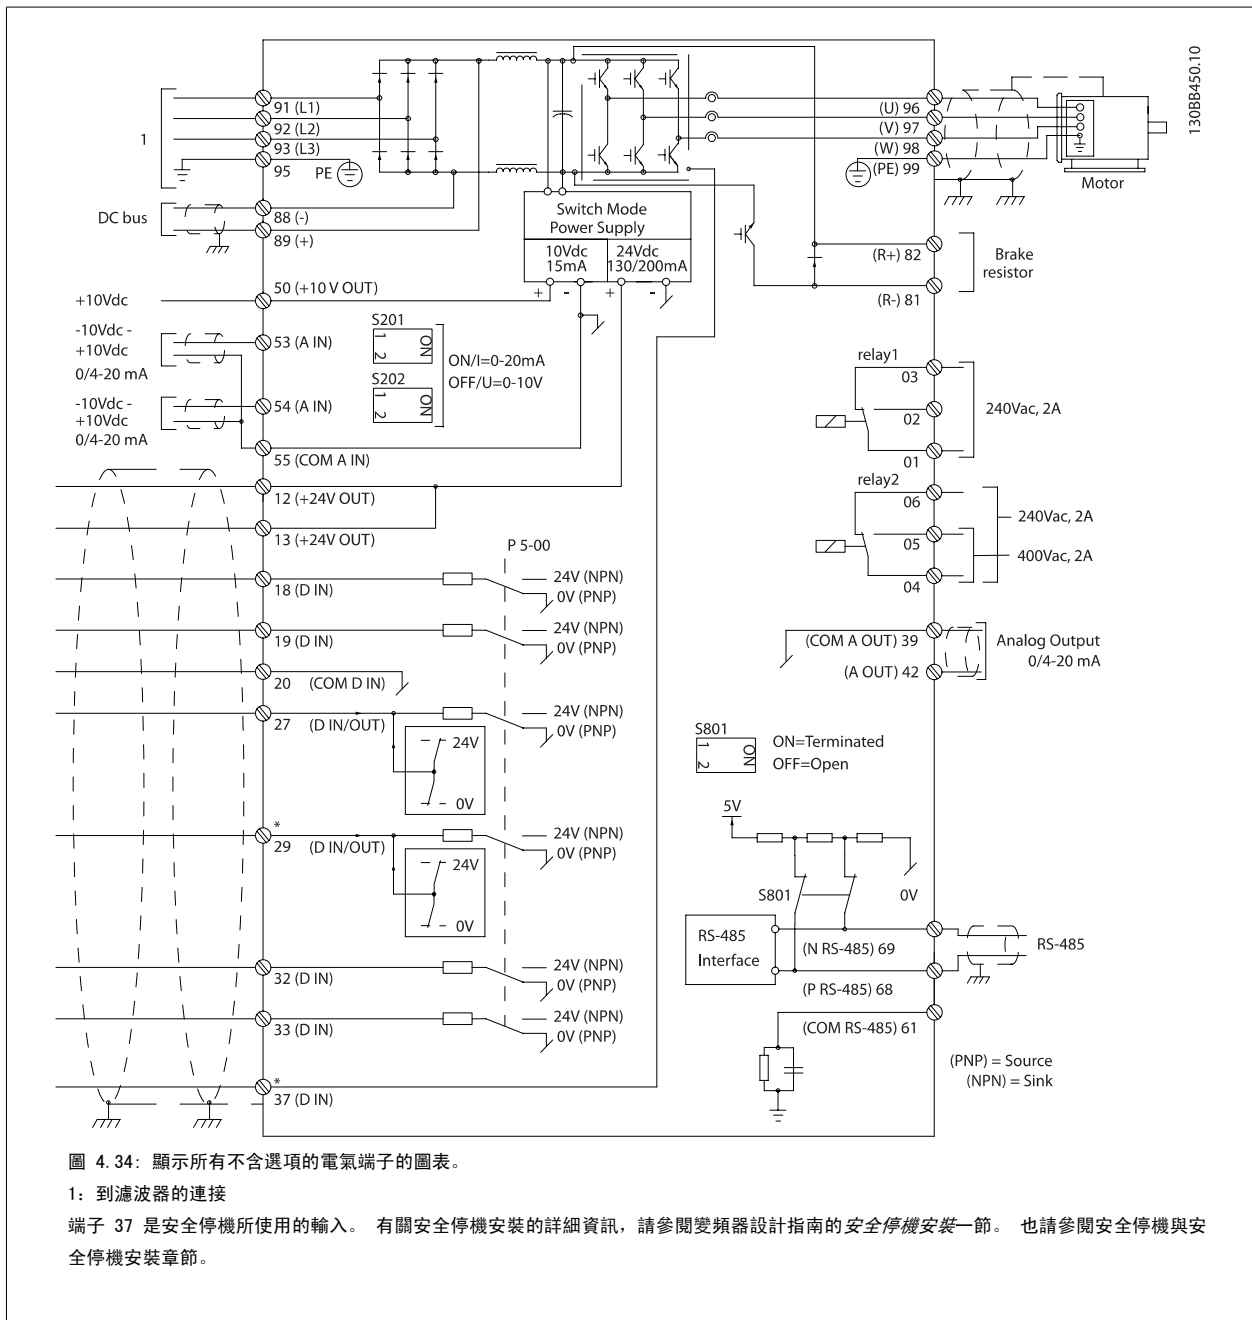 130BB450.10
1
91 (L1)
92 (L2)
93 (L3)
95
PE
DC bus
88 (-)
89 (+)
Switch Mode
Power Supply
10Vdc
15mA
24Vdc
130/200mA
+
-
+
-
(U) 96
(V) 97
(W) 98
(PE) 99
Motor
(R+) 82
(R-) 81
Brake
resistor
+10Vdc
50 (+10 V OUT)
-10Vdc -
+10Vdc
0/4-20 mA
53 (A IN)
-10Vdc -
+10Vdc
0/4-20 mA
54 (A IN)
55 (COM A IN)
S201
1
2
ON
S202
1
2
ON
ON/I=0-20mA
OFF/U=0-10V
12 (+24V OUT)
13 (+24V OUT)
P 5-00
18 (D IN)
24V (NPN)
0V (PNP)
19 (D IN)
24V (NPN)
0V (PNP)
20 (COM D IN)
27 (D IN/OUT)
24V (NPN)
0V (PNP)
24V
0V
*
29 (D IN/OUT)
24V (NPN)
0V (PNP)
24V
0V
32 (D IN)
24V (NPN)
0V (PNP)
33 (D IN)
24V (NPN)
0V (PNP)
*
37 (D IN)
relay1
03
02
01
240Vac, 2A
relay2
06
05
04
240Vac, 2A
400Vac, 2A
(COM A OUT) 39
(A OUT) 42
Analog Output
0/4-20 mA
S801
1
2
ON
ON=Terminated
OFF=Open
5V
S801
0V
RS-485
Interface
(N RS-485) 69
(P RS-485) 68
(COM RS-485) 61
RS-485
(PNP) = Source
(NPN) = Sink
圖 4.34: 顯示所有不含選項的電氣端子的圖表。
1: 到濾波器的連接
端子 37 是安全停機所使用的輸入。 有關安全停機安裝的詳細資訊，請參閱變頻器設計指南的安全停機安裝一節。 也請參閱安全停機與安
全停機安裝章節。